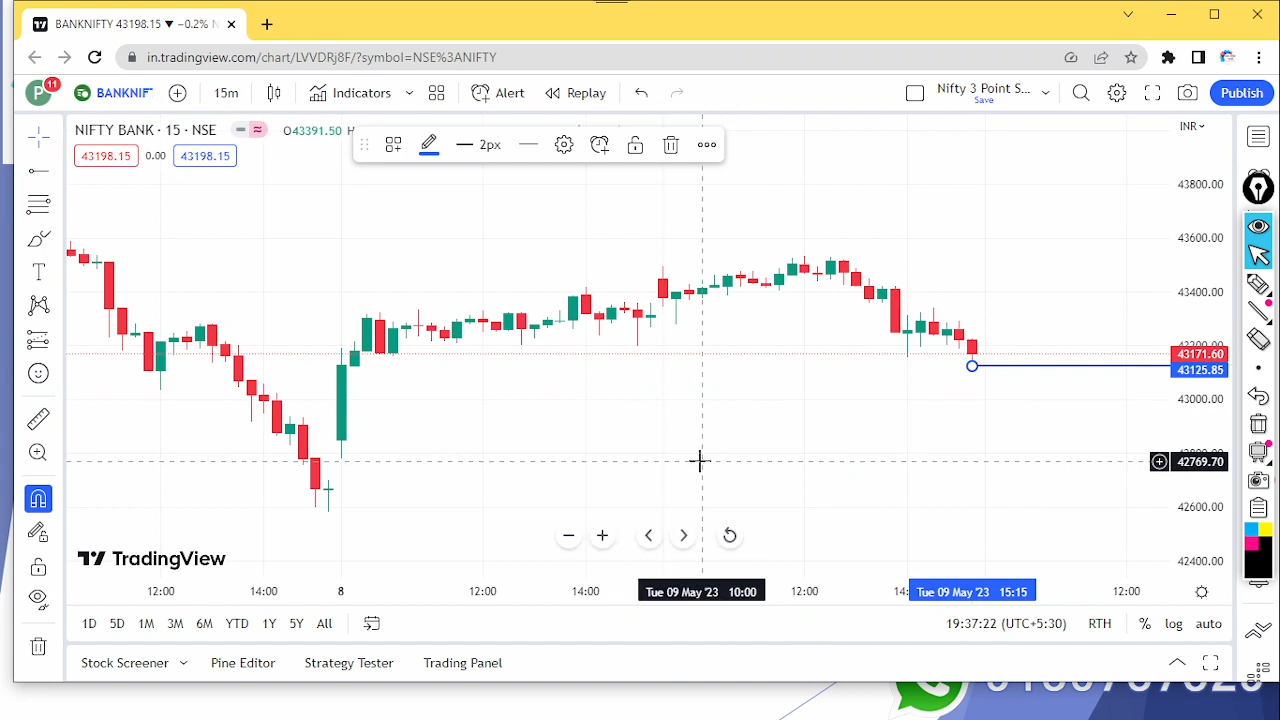 BANKNIFTY 43198.15 ▼ −0.2% N
in.tradingview.com/chart/LVVDRj8F/?symbol=NSE%3ANIFTY
P 11 BANKNIF 15m Indicators Alert Replay Nifty 3 Point S... Save Publish
NIFTY BANK · 15 · NSE O43391.50 H INR
43198.15 0.00 43198.15 2px
T
43800.00
43600.00
43400.00
43171.60
43125.85
43000.00
42769.70
42600.00
42400.00
TradingView
12:00 14:00 8 12:00 14:00 Tue 09 May '23 10:00 12:00 Tue 09 May '23 15:15 12:00
1D 5D 1M 3M 6M YTD 1Y 5Y All 19:37:22 (UTC+5:30) RTH % log auto
Stock Screener Pine Editor Strategy Tester Trading Panel